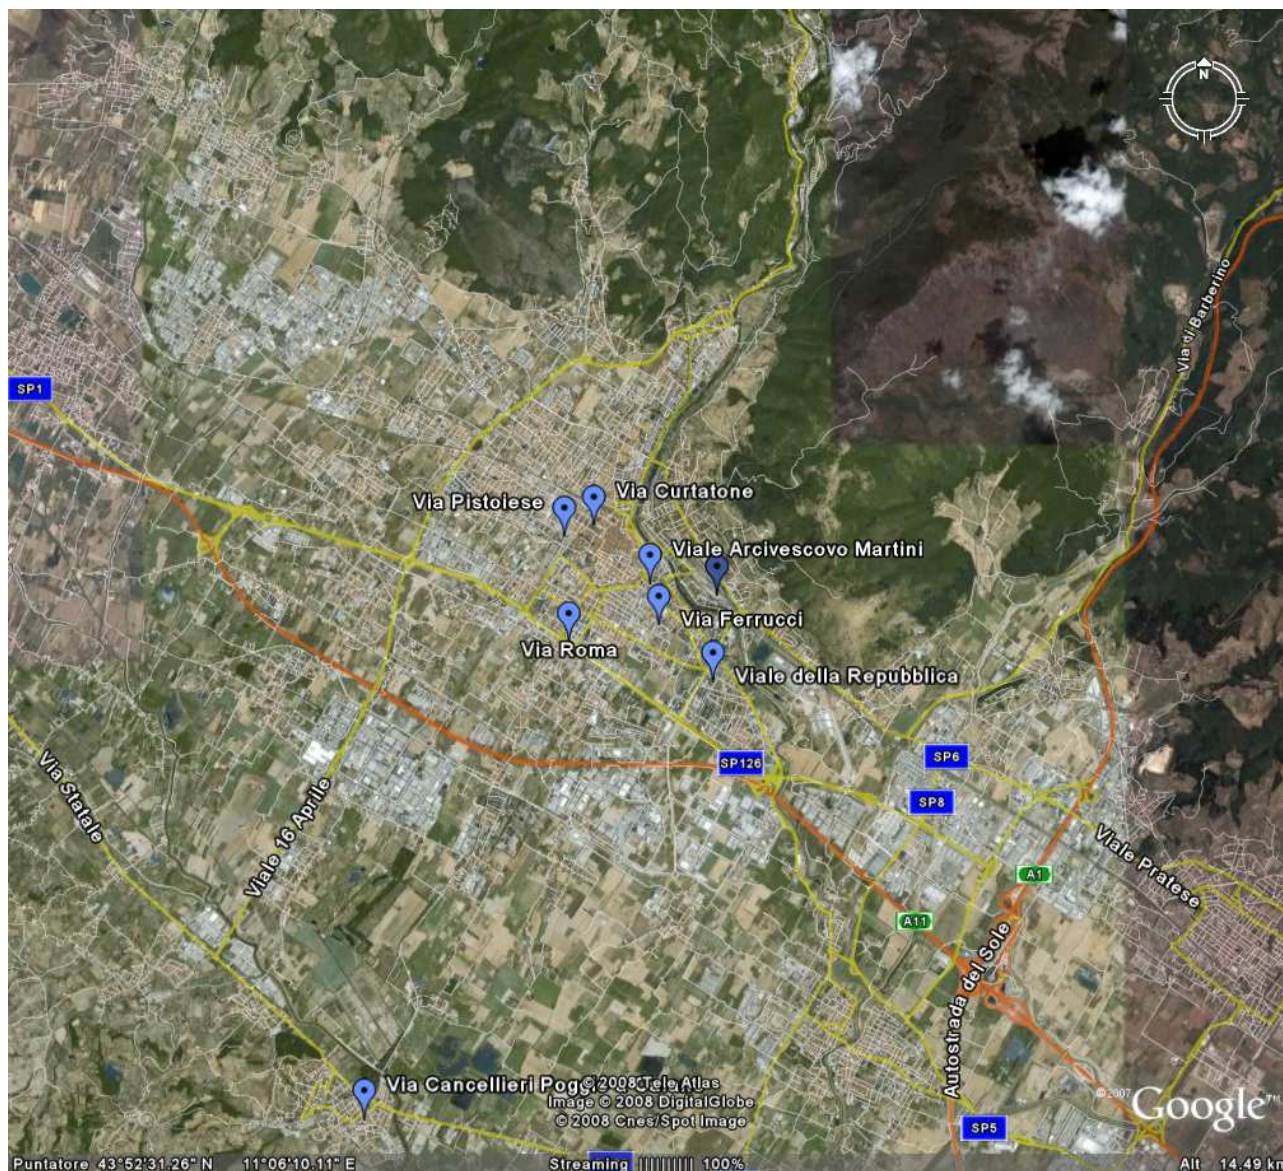 N
Via di Barberino
SP1
Via Pistoiese
Via Curtatone
Viale Arcivescovo Martini
Via Ferrucci
Via Roma
Viale della Repubblica
SP126
SP6
SP8
Via Statale
Viale 16 Aprile
Viale Pratese
A1
A11
Autostrada del Sole
Via Cancellieri Poggio a
© 2008 Tele Atlas
Image © 2008 DigitalGlobe
© 2008 Cnes/Spot Image
© 2007 Google™
SP5
Puntatore 43°52'31.26" N 11°06'10.11" E Streaming |||||||||| 100% Alt 14.49 km